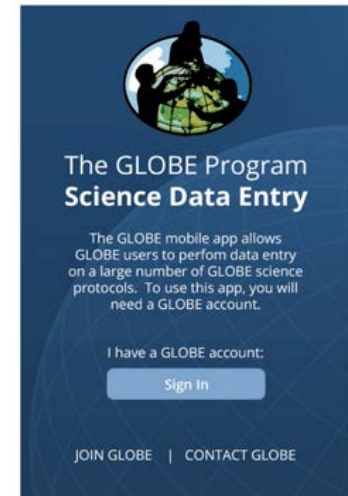 The GLOBE Program
Science Data Entry
The GLOBE mobile app allows
GLOBE users to perfom data entry
on a large number of GLOBE science
protocols. To use this app, you will
need a GLOBE account.
I have a GLOBE account:
Sign In
JOIN GLOBE | CONTACT GLOBE